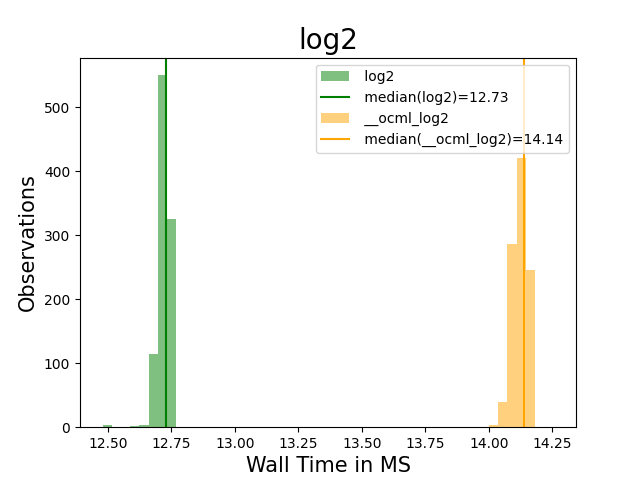 log2
log2
median(log2)=12.73
__ocml_log2
median(__ocml_log2)=14.14
Observations
500
400
300
200
100
0
12.50 12.75 13.00 13.25 13.50 13.75 14.00 14.25
Wall Time in MS